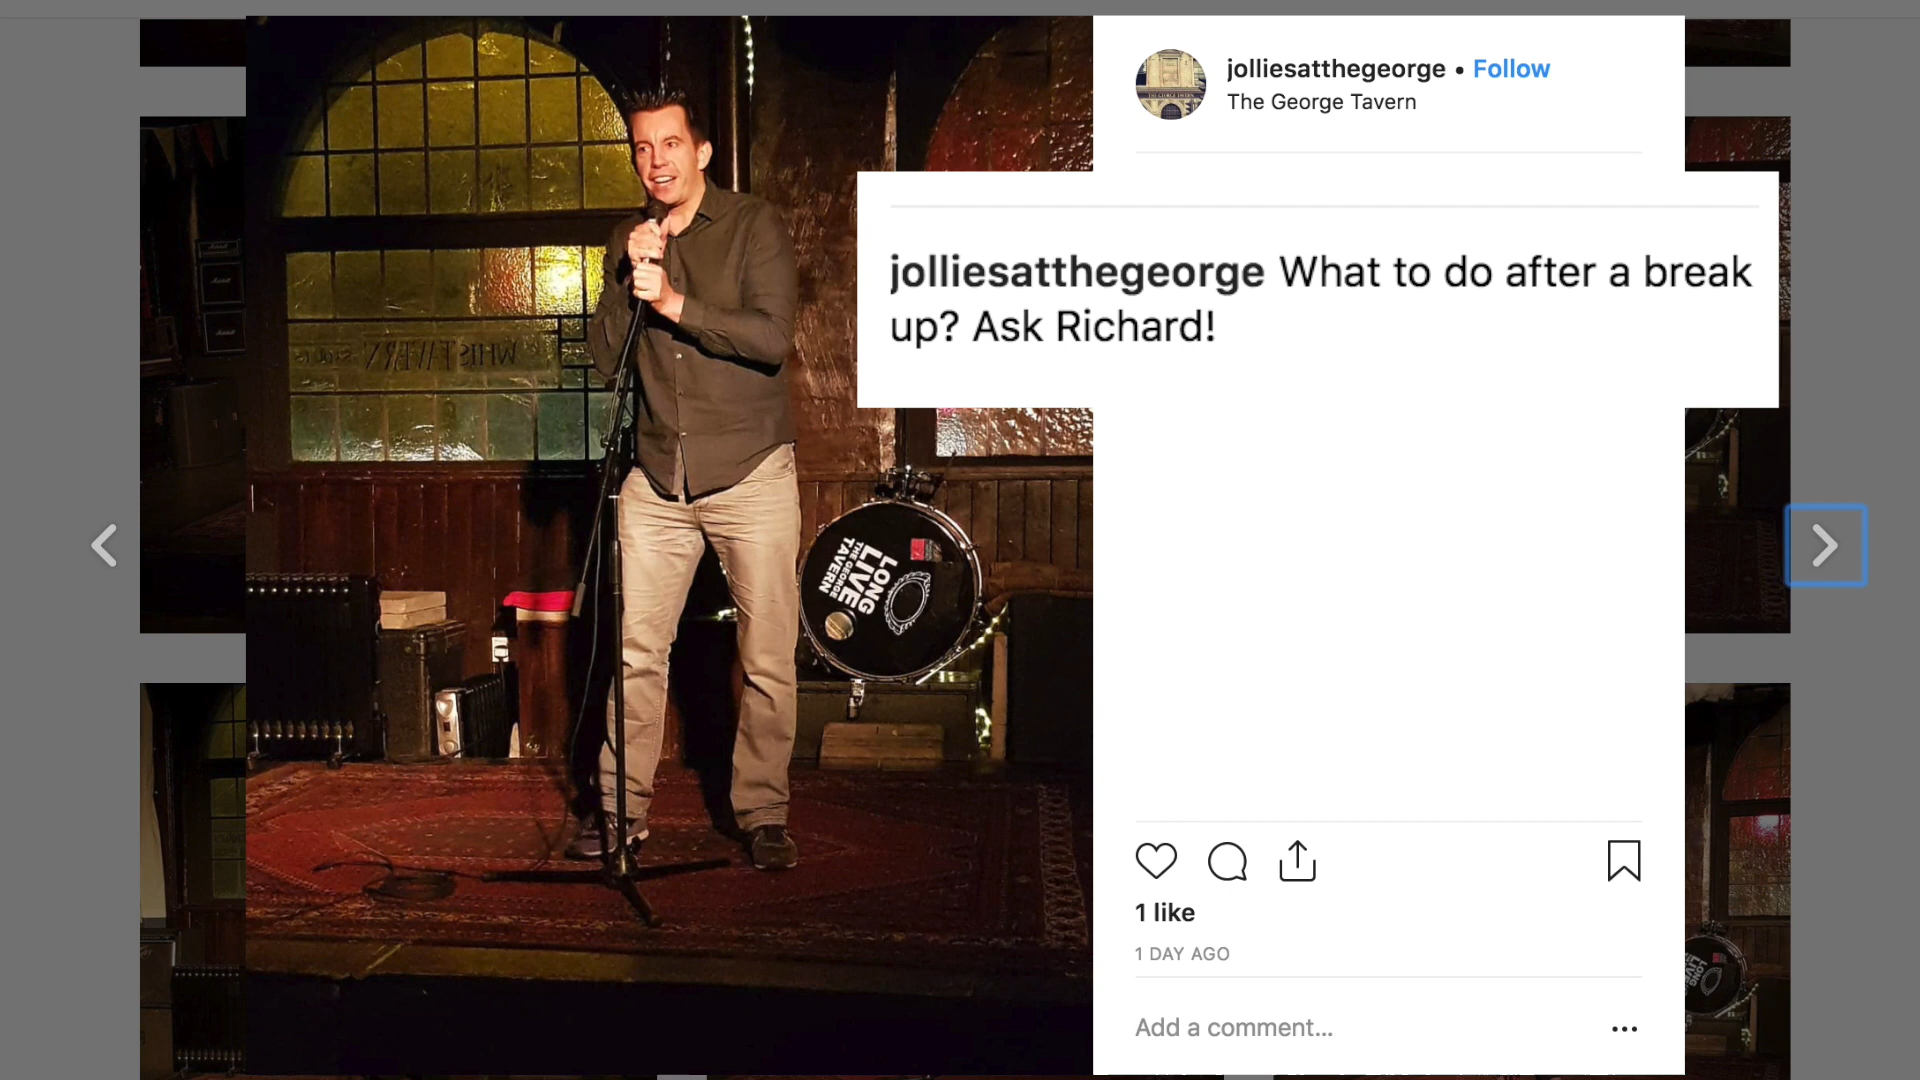 jolliesatthegeorge • Follow
The George Tavern
jolliesatthegeorge What to do after a break
up? Ask Richard!
LONG
LIVE
THE GEORGE
TAVERN
1 like
1 DAY AGO
Add a comment...